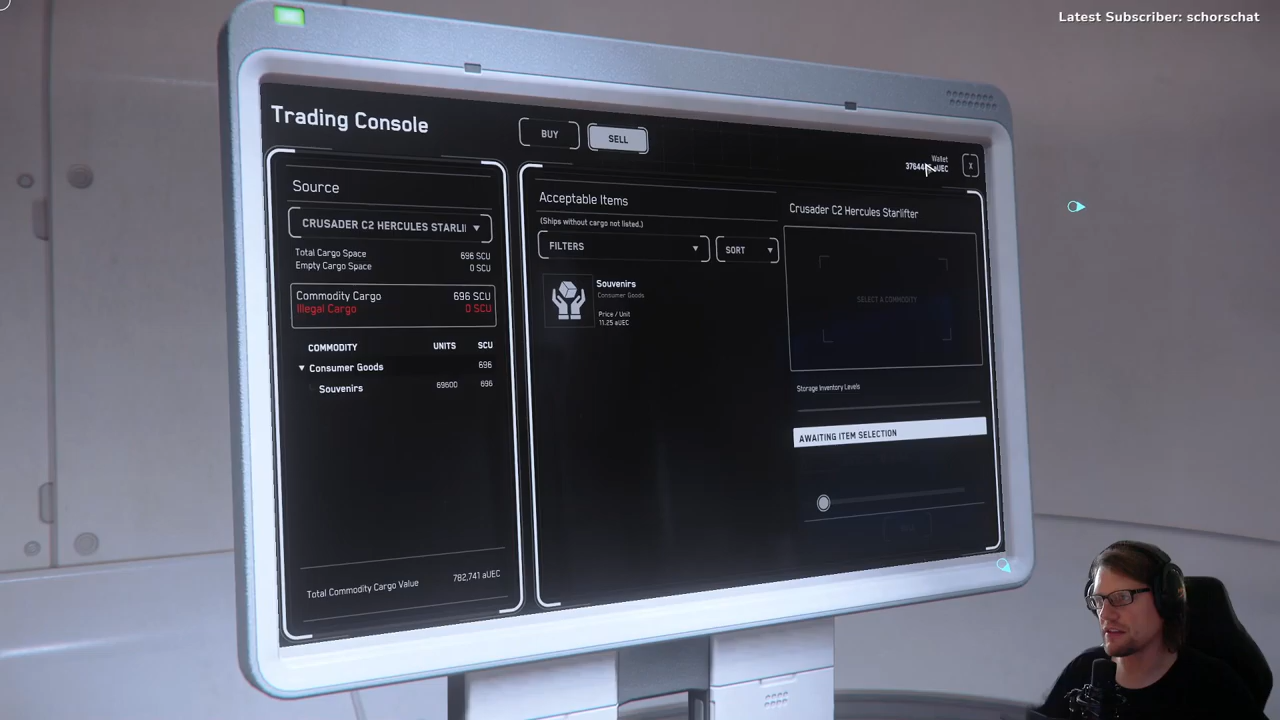 Latest Subscriber: schorschat
Trading Console
BUY
SELL
Wallet
aUEC
X
Source
CRUSADER C2 HERCULES STARLI
Total Cargo Space 696 SCU
Empty Cargo Space 0 SCU
Commodity Cargo 696 SCU
Illegal Cargo 0 SCU
COMMODITY UNITS SCU
Consumer Goods 696
Souvenirs 69600 696
Total Commodity Cargo Value 782,741 aUEC
Acceptable Items
(Ships without cargo not listed.)
FILTERS
SORT
Souvenirs
Consumer Goods
Price / Unit
11.25 aUEC
Crusader C2 Hercules Starlifter
SELECT A COMMODITY
Storage Inventory Levels
AWAITING ITEM SELECTION